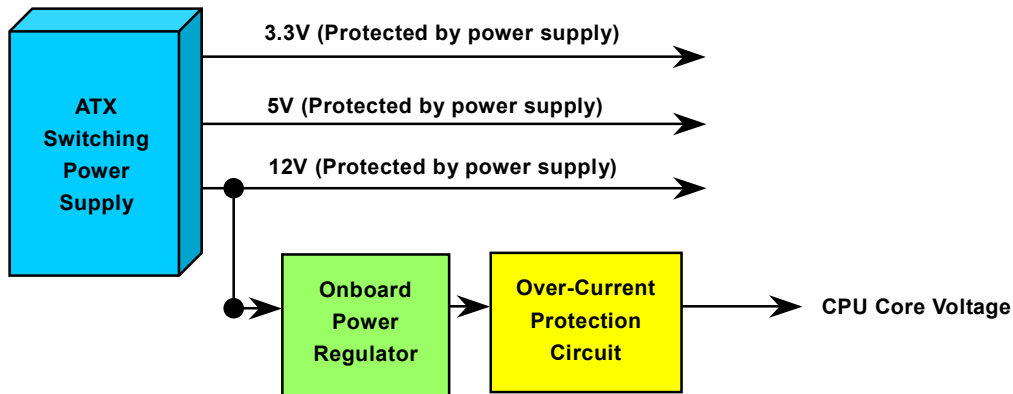 3.3V (Protected by power supply)
ATX
Switching
Power
Supply
5V (Protected by power supply)
12V (Protected by power supply)
Onboard
Power
Regulator
Over-Current
Protection
Circuit
CPU Core Voltage